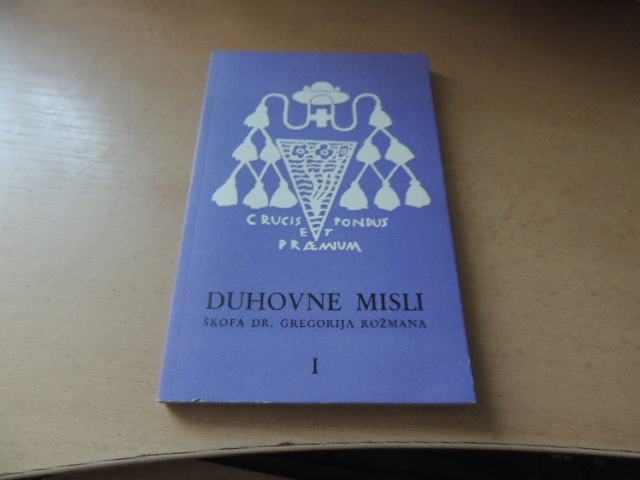 CRUCIS PONDUS
ET
PRÆMIUM
DUHOVNE MISLI
ŠKOFA DR. GREGORIJA ROŽMANA
I